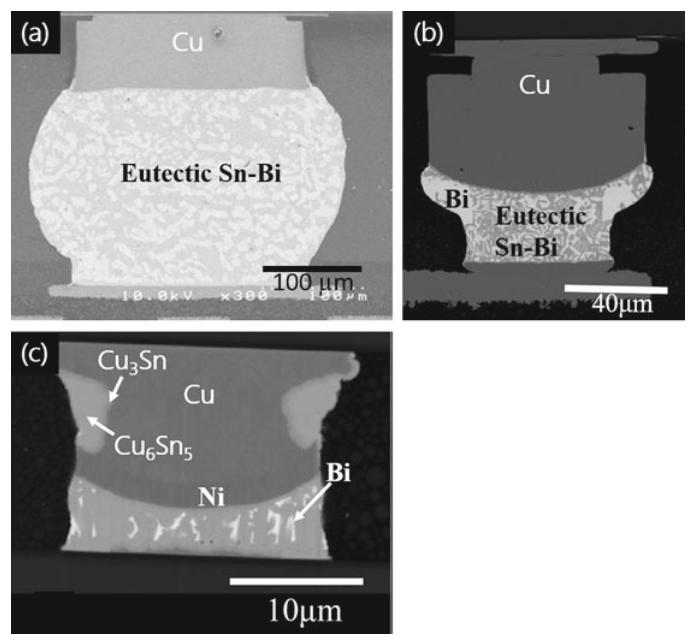 (a)
Cu
Eutectic Sn-Bi
100 μm
10.0kV ×300 100μm
(b)
Cu
Bi
Eutectic
Sn-Bi
40μm
(c)
Cu₃Sn
Cu
Cu₆Sn₅
Ni
Bi
10μm